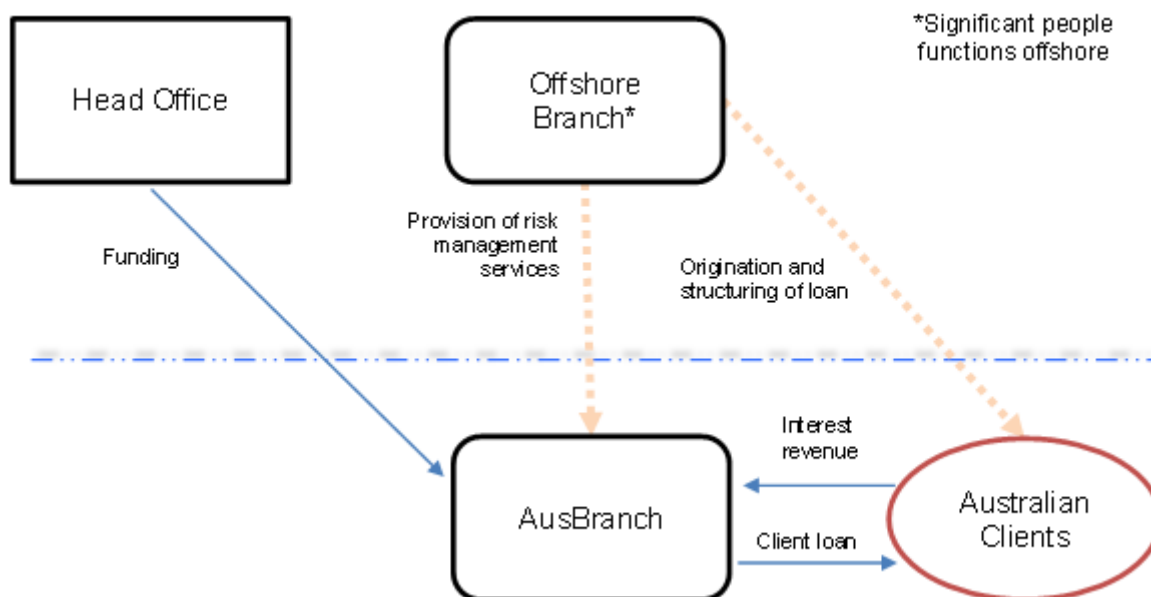 *Significant people
functions offshore
Head Office
Offshore
Branch*
Provision of risk
management
services
Funding
Origination and
structuring of loan
Interest
revenue
AusBranch
Australian
Clients
Client loan